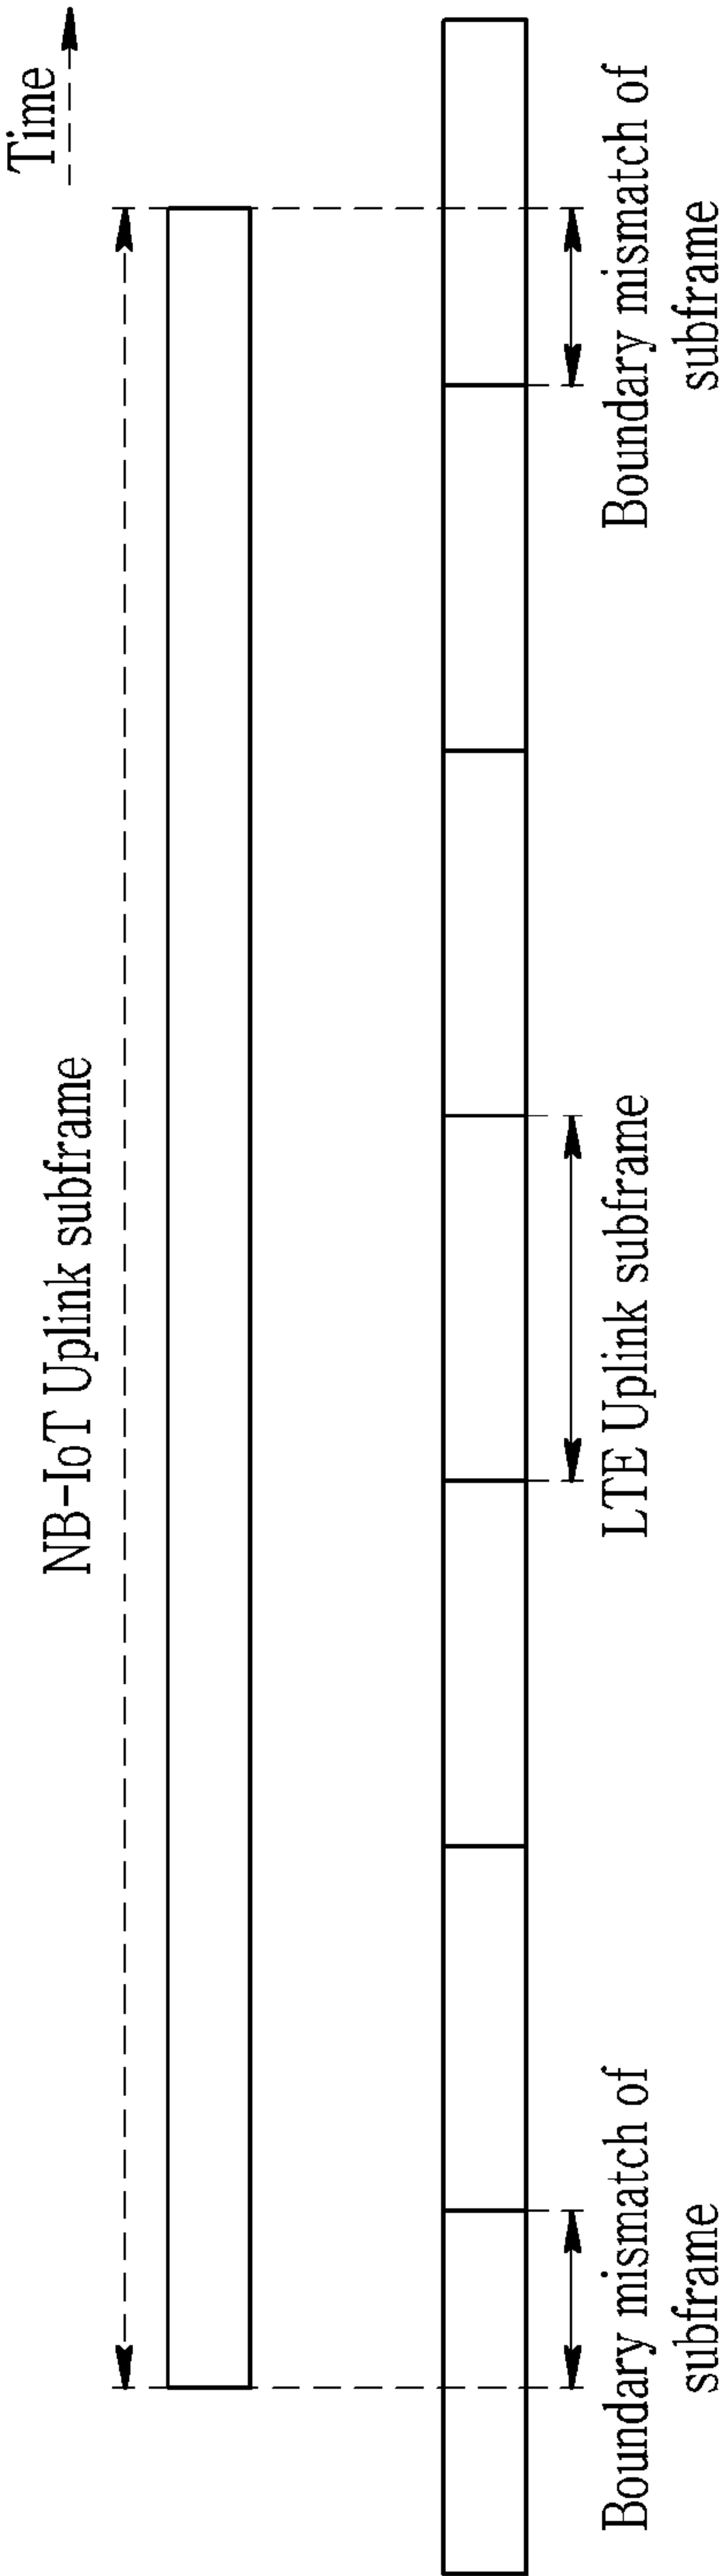 Time
NB-IoT Uplink subframe
Boundary mismatch of
subframe
LTE Uplink subframe
Boundary mismatch of
subframe